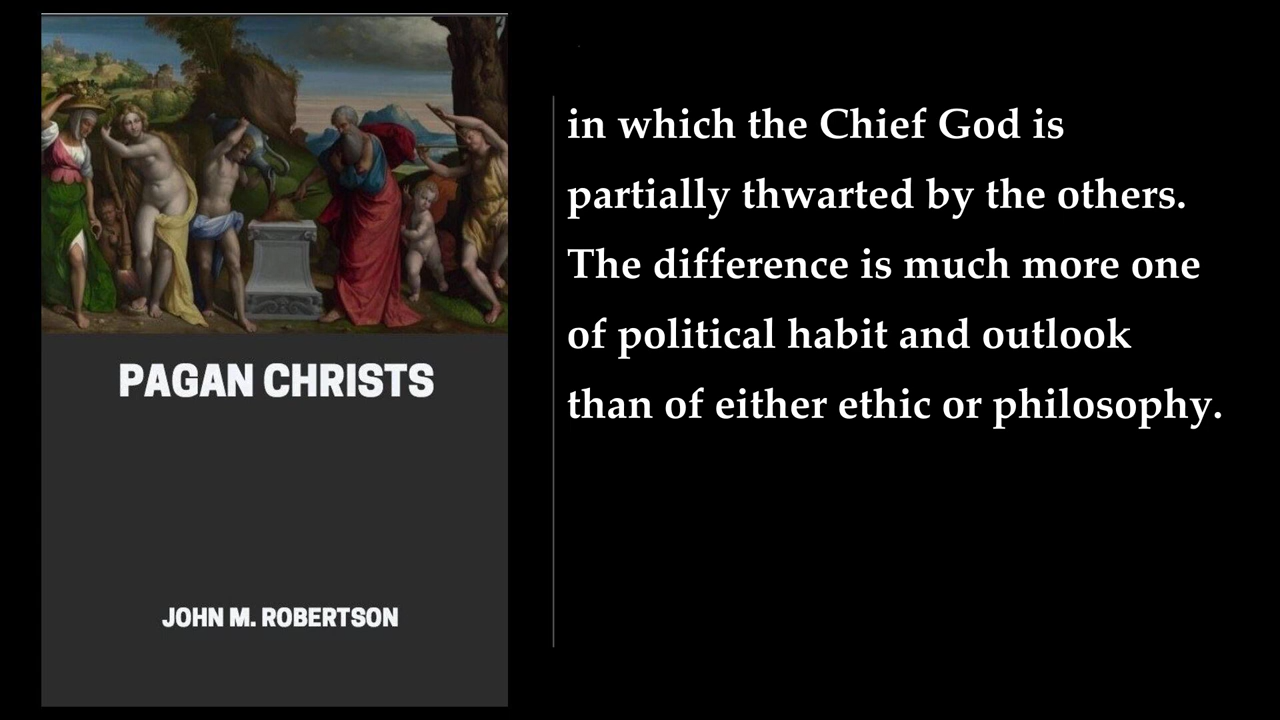 PAGAN CHRISTS
JOHN M. ROBERTSON
in which the Chief God is
partially thwarted by the others.
The difference is much more one
of political habit and outlook
than of either ethic or philosophy.